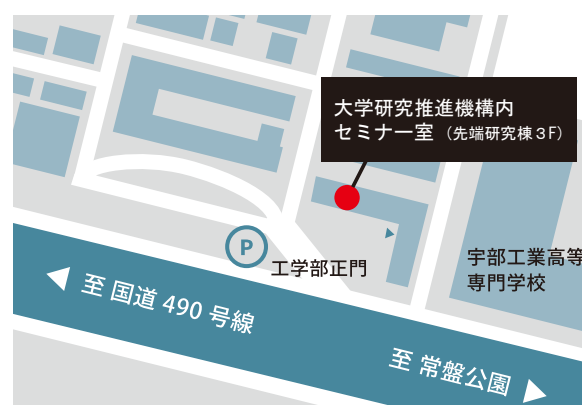 大学研究推進機構内
セミナー室（先端研究棟３F）
P
工学部正門
宇部工業高等
専門学校
至 国道 490 号線
至 常盤公園